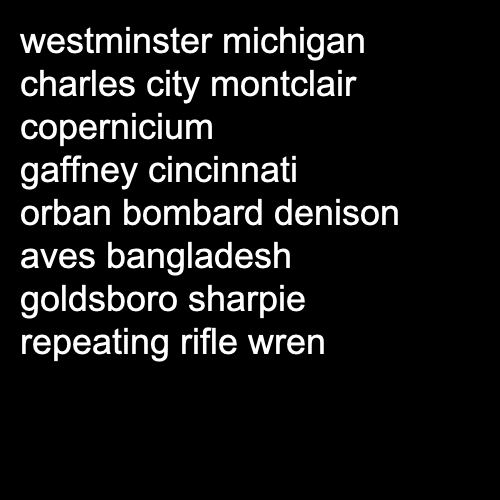 westminster michigan
charles city montclair
copernicium
gaffney cincinnati
orban bombard denison
aves bangladesh
goldsboro sharpie
repeating rifle wren